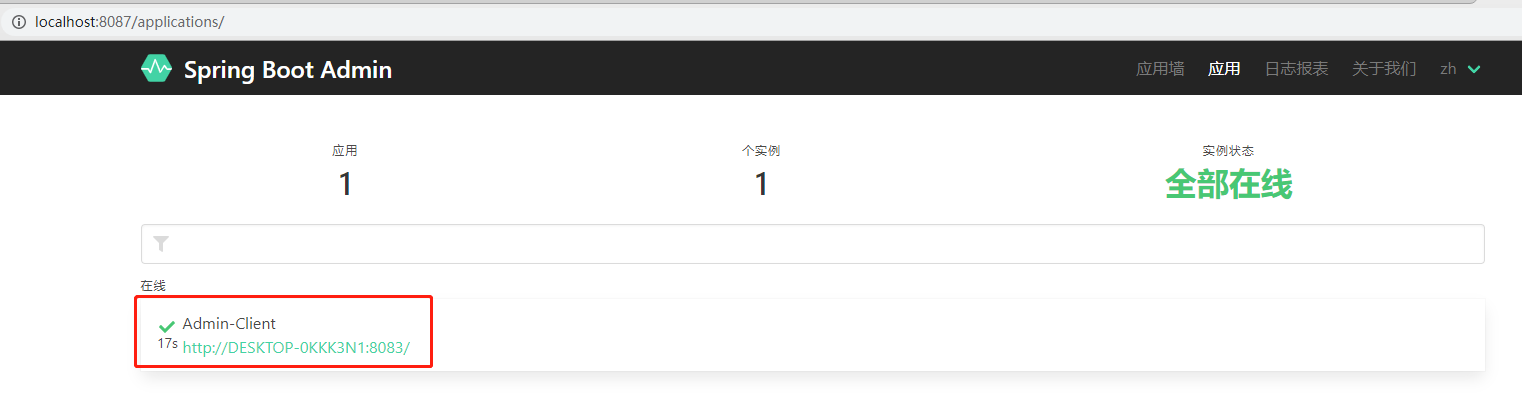 localhost:8087/applications/
Spring Boot Admin 应用墙 应用 日志报表 关于我们 zh
应用 个实例 实例状态
1 1 全部在线
在线
Admin-Client
17s http://DESKTOP-0KKK3N1:8083/